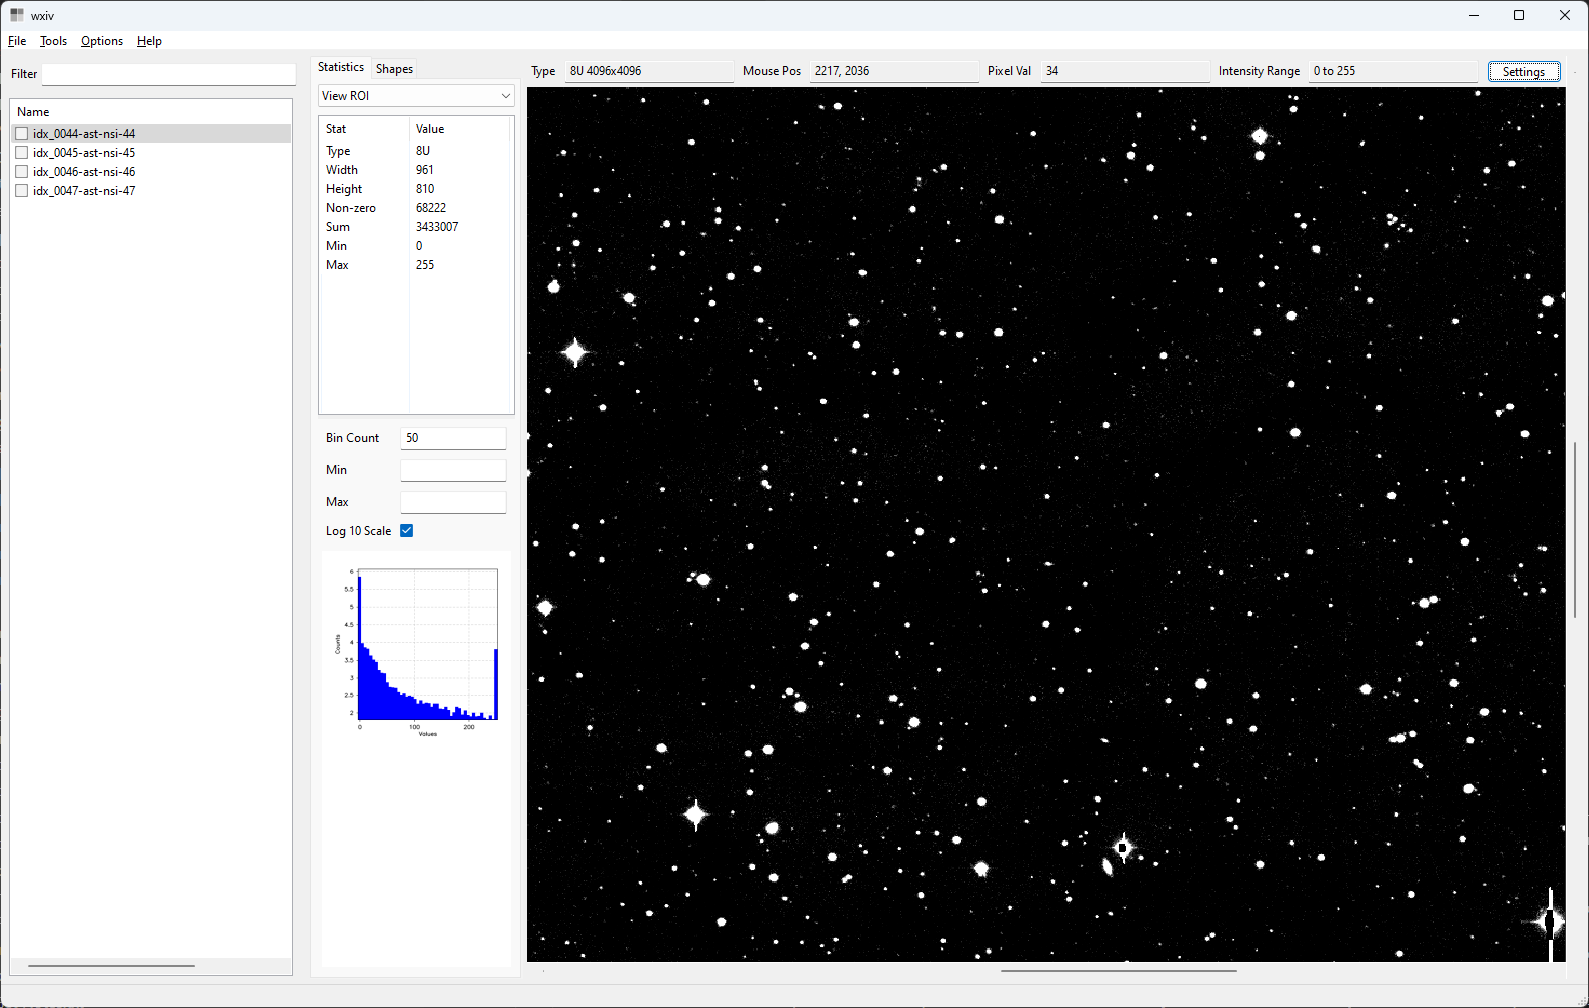 wxiv
File Tools Options Help
Filter
Name
idx_0044-ast-nsi-44
idx_0045-ast-nsi-45
idx_0046-ast-nsi-46
idx_0047-ast-nsi-47
Statistics Shapes
View ROI
Stat Value
Type 8U
Width 961
Height 810
Non-zero 68222
Sum 3433007
Min 0
Max 255
Bin Count 50
Min
Max
Log 10 Scale
6
5.5
5
4.5
4
3.5
3
2.5
2
Counts
0 100 200
Values
Type 8U 4096x4096 Mouse Pos 2217, 2036 Pixel Val 34 Intensity Range 0 to 255 Settings